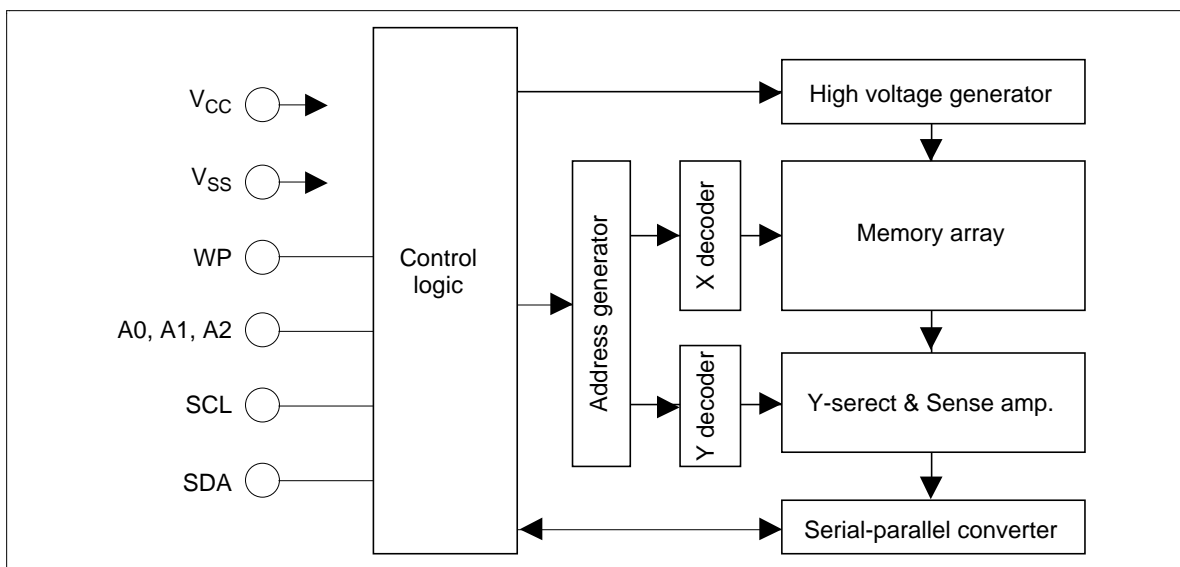 VCC
VSS
WP
A0, A1, A2
SCL
SDA
Control
logic
Address generator
X decoder
Y decoder
High voltage generator
Memory array
Y-serect & Sense amp.
Serial-parallel converter